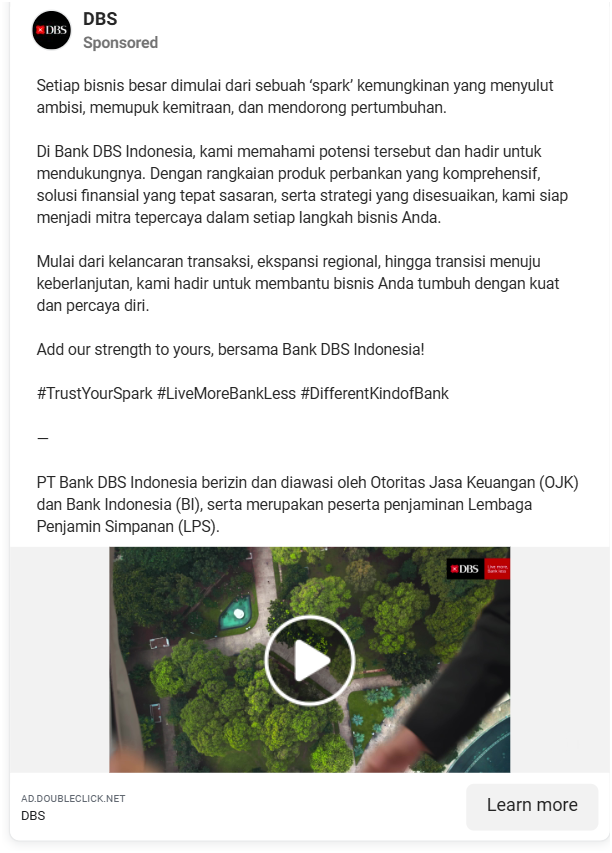 DBS
DBS
Sponsored
Setiap bisnis besar dimulai dari sebuah ‘spark’ kemungkinan yang menyulut
ambisi, memupuk kemitraan, dan mendorong pertumbuhan.
Di Bank DBS Indonesia, kami memahami potensi tersebut dan hadir untuk
mendukungnya. Dengan rangkaian produk perbankan yang komprehensif,
solusi finansial yang tepat sasaran, serta strategi yang disesuaikan, kami siap
menjadi mitra tepercaya dalam setiap langkah bisnis Anda.
Mulai dari kelancaran transaksi, ekspansi regional, hingga transisi menuju
keberlanjutan, kami hadir untuk membantu bisnis Anda tumbuh dengan kuat
dan percaya diri.
Add our strength to yours, bersama Bank DBS Indonesia!
#TrustYourSpark #LiveMoreBankLess #DifferentKindofBank
—
PT Bank DBS Indonesia berizin dan diawasi oleh Otoritas Jasa Keuangan (OJK)
dan Bank Indonesia (BI), serta merupakan peserta penjaminan Lembaga
Penjamin Simpanan (LPS).
DBS
Live more,
Bank less
AD.DOUBLECLICK.NET
DBS
Learn more